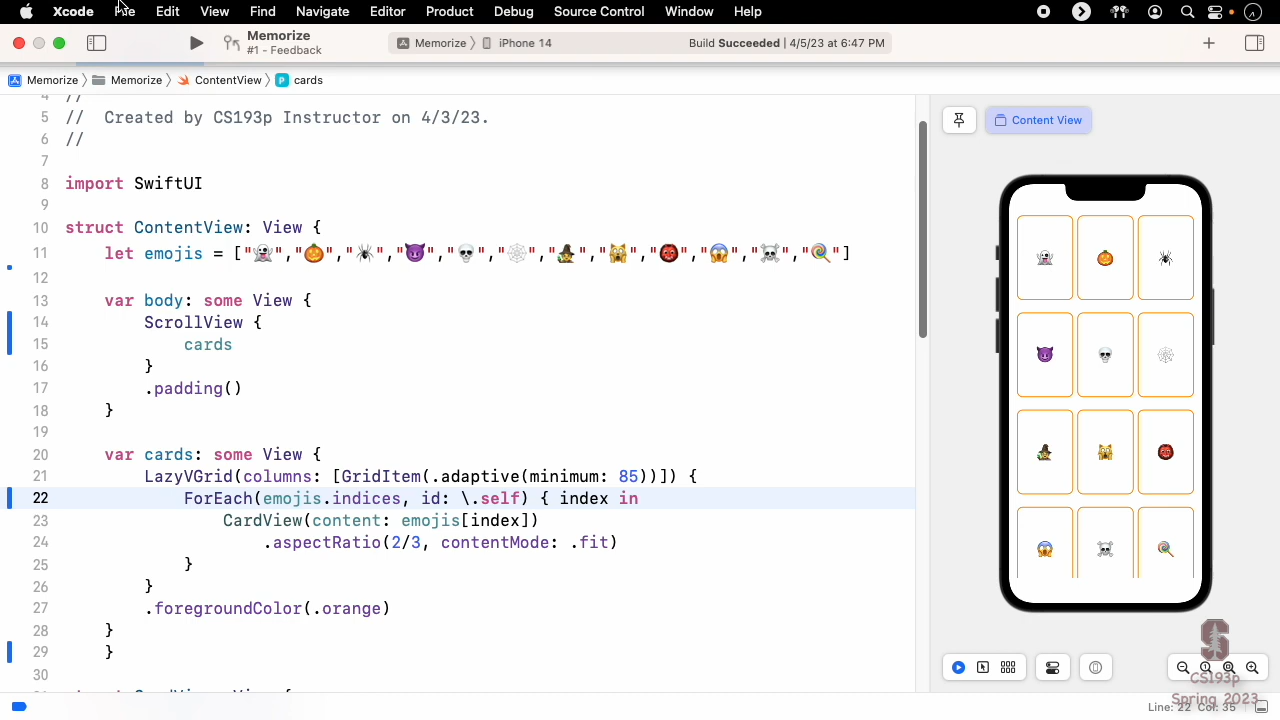 Xcode File Edit View Find Navigate Editor Product Debug Source Control Window Help
Memorize
#1 - Feedback
Memorize 〉 iPhone 14
Build Succeeded | 4/5/23 at 6:47 PM
Memorize 〉 Memorize 〉 ContentView 〉 P cards
4 //
5 // Created by CS193p Instructor on 4/3/23.
6 //
7
8 import SwiftUI
9
10 struct ContentView: View {
11 let emojis = ["👻","🎃","🕷","😈","💀","🕸","🧙","🙀","👹","😱","☠️","🍭"]
12
13 var body: some View {
14 ScrollView {
15 cards
16 }
17 .padding()
18 }
19
20 var cards: some View {
21 LazyVGrid(columns: [GridItem(.adaptive(minimum: 85))]) {
22 ForEach(emojis.indices, id: \.self) { index in
23 CardView(content: emojis[index])
24 .aspectRatio(2/3, contentMode: .fit)
25 }
26 }
27 .foregroundColor(.orange)
28 }
29 }
30
Content View
CS193p
Spring 2023
Line: 22 Col: 35